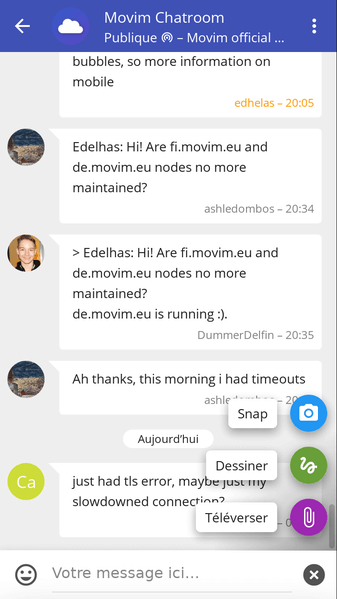 Movim Chatroom
Publique – Movim official ...
bubbles, so more information on
mobile
edhelas – 20:05
Edelhas: Hi! Are fi.movim.eu and
de.movim.eu nodes no more
maintained?
ashledombos – 20:34
> Edelhas: Hi! Are fi.movim.eu and
de.movim.eu nodes no more
maintained?
de.movim.eu is running :).
DummerDelfin – 20:35
Ah thanks, this morning i had timeouts
ashledombos – 20
Snap
Aujourd'hui
Dessiner
Ca
just had tls error, maybe just my
slowdowned connection?
Téléverser
Votre message ici...